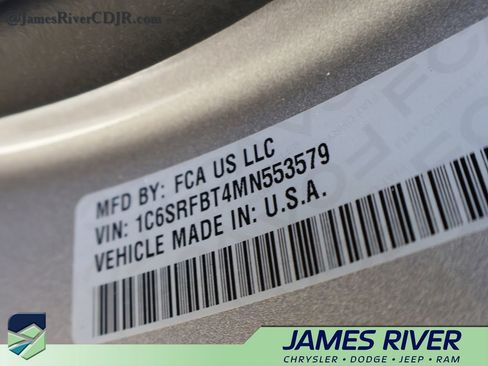 @JamesRiverCDJR.com
MFD BY: FCA US LLC
VIN: 1C6SRFBT4MN553579
VEHICLE MADE IN: U.S.A.
JAMES RIVER
CHRYSLER • DODGE • JEEP • RAM